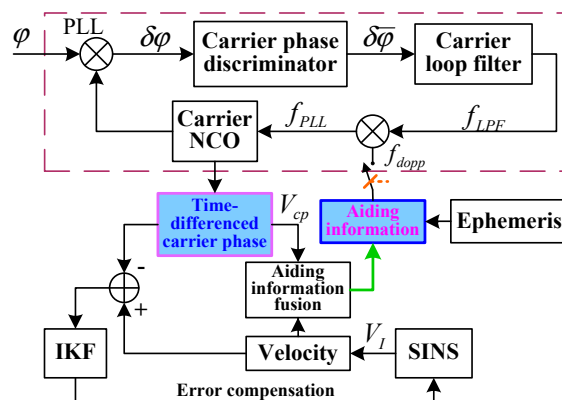 φ
PLL
δφ
Carrier phase
discriminator
δφ̅
Carrier
loop filter
Carrier
NCO
f_PLL
f_LPF
f_dopp
Time-
differenced
carrier phase
V_cp
Aiding
information
Ephemeris
-
+
Aiding
information
fusion
IKF
Velocity
V_I
SINS
Error compensation